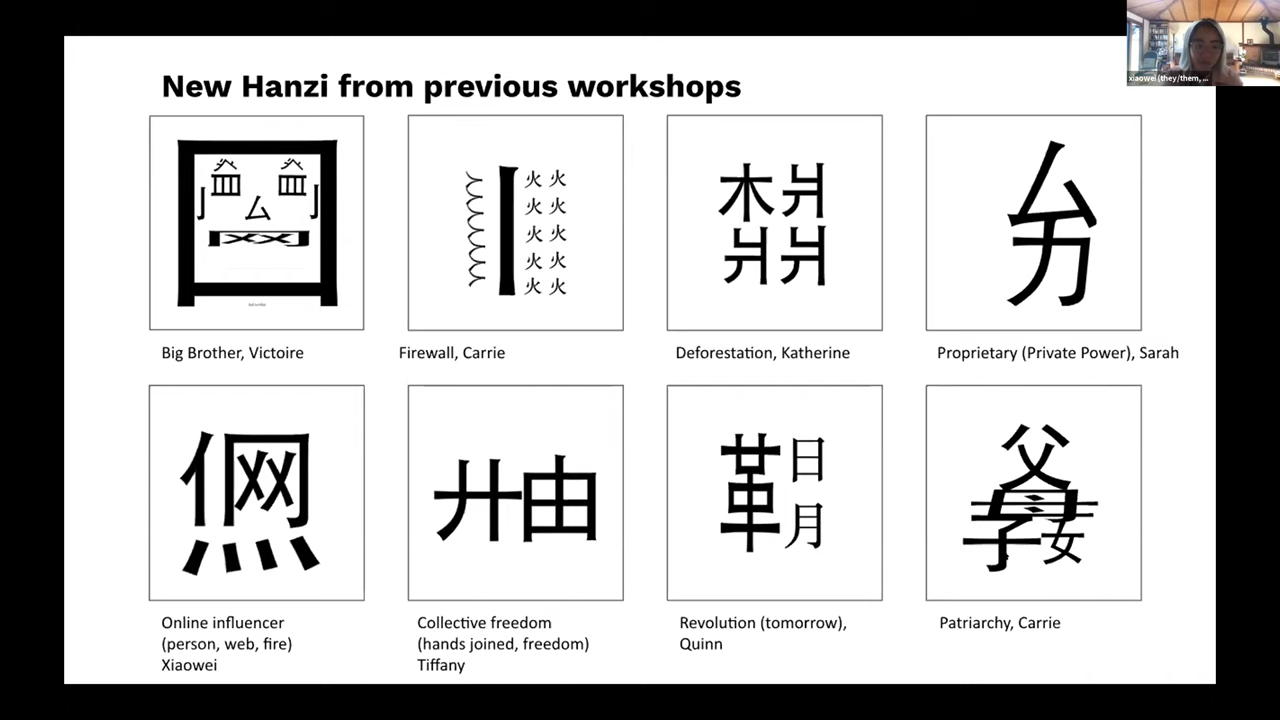 xiaowei (they/them, ...
New Hanzi from previous workshops
Big Brother, Victoire
Firewall, Carrie
Deforestation, Katherine
Proprietary (Private Power), Sarah
Online influencer
(person, web, fire)
Xiaowei
Collective freedom
(hands joined, freedom)
Tiffany
Revolution (tomorrow),
Quinn
Patriarchy, Carrie